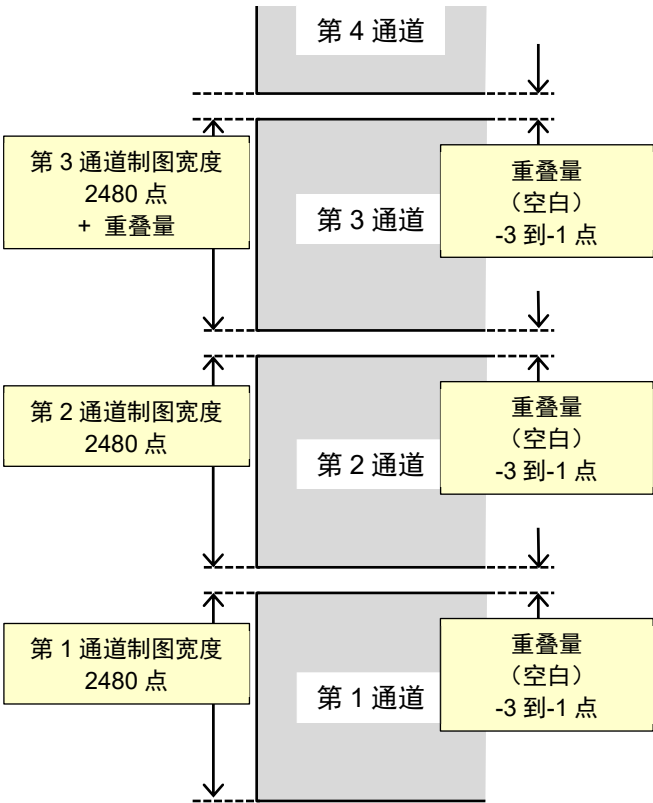 第 4 通道
第 3 通道制图宽度
2480 点
+ 重叠量
第 3 通道
重叠量
（空白）
-3 到-1 点
第 2 通道制图宽度
2480 点
第 2 通道
重叠量
（空白）
-3 到-1 点
第 1 通道制图宽度
2480 点
第 1 通道
重叠量
（空白）
-3 到-1 点